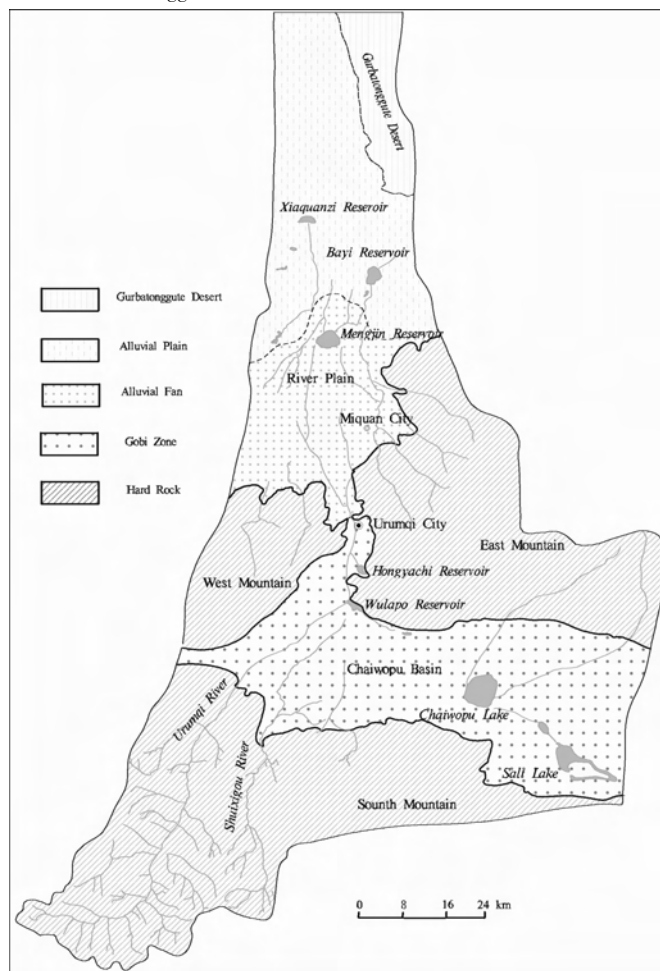 Gurbatonggute Desert
Xiaquanzi Reseroir
Bayi Reservoir
Gurbatonggute Desert
Alluvial Plain
Mengjin Reservoir
River Plain
Alluvial Fan
Miquan City
Gobi Zone
Hard Rock
Urumqi City
East Mountain
Hongyachi Reservoir
West Mountain
Wulapo Reservoir
Chaiwopu Basin
Urumqi River
Chaiwopu Lake
Shuixigou River
Salt Lake
Sounth Mountain
0 8 16 24 km